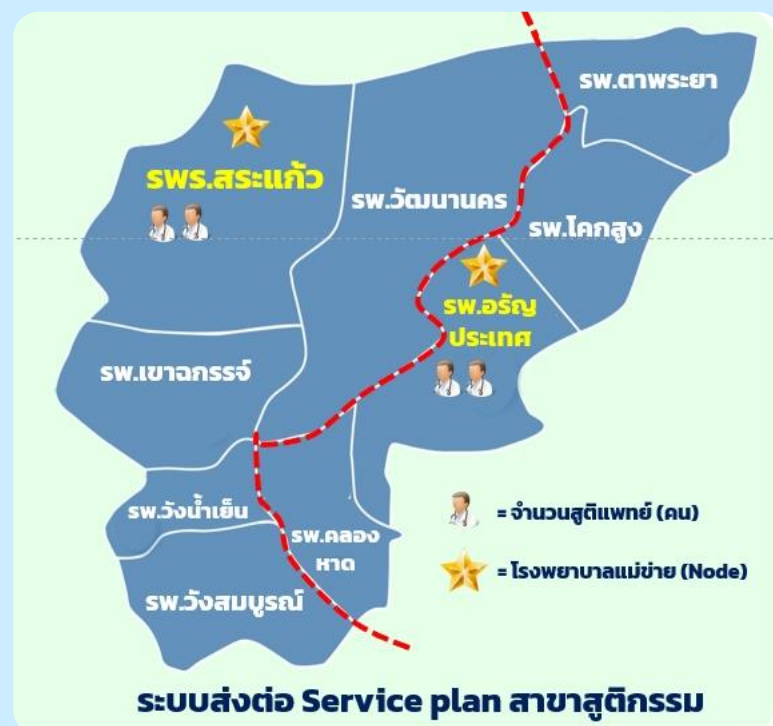 รพ.ตาพระยา
รพร.สระแก้ว
รพ.วัฒนานคร
รพ.โคกสูง
รพ.อรัญ
ประเทศ
รพ.เขาฉกรรจ์
รพ.วังน้ำเย็น
รพ.คลอง
หาด
รพ.วังสมบูรณ์
= จำนวนสูติแพทย์ (คน)
= โรงพยาบาลแม่ข่าย (Node)
ระบบส่งต่อ Service plan สาขาสูติกรรม